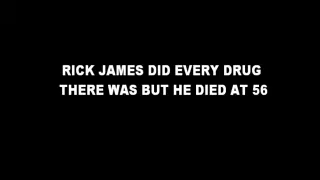 RICK JAMES DID EVERY DRUG
THERE WAS BUT HE DIED AT 56